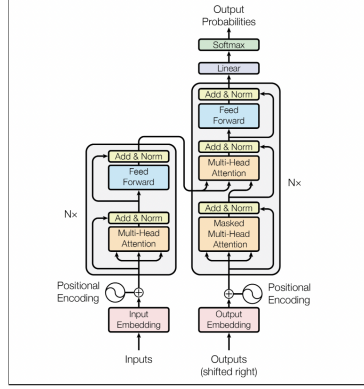 Output
Probabilities
Softmax
Linear
Add & Norm
Feed
Forward
Add & Norm
Multi-Head
Attention
Add & Norm
Masked
Multi-Head
Attention
N×
Add & Norm
Feed
Forward
Add & Norm
Multi-Head
Attention
N×
Positional
Encoding
Positional
Encoding
Input
Embedding
Output
Embedding
Inputs
Outputs
(shifted right)